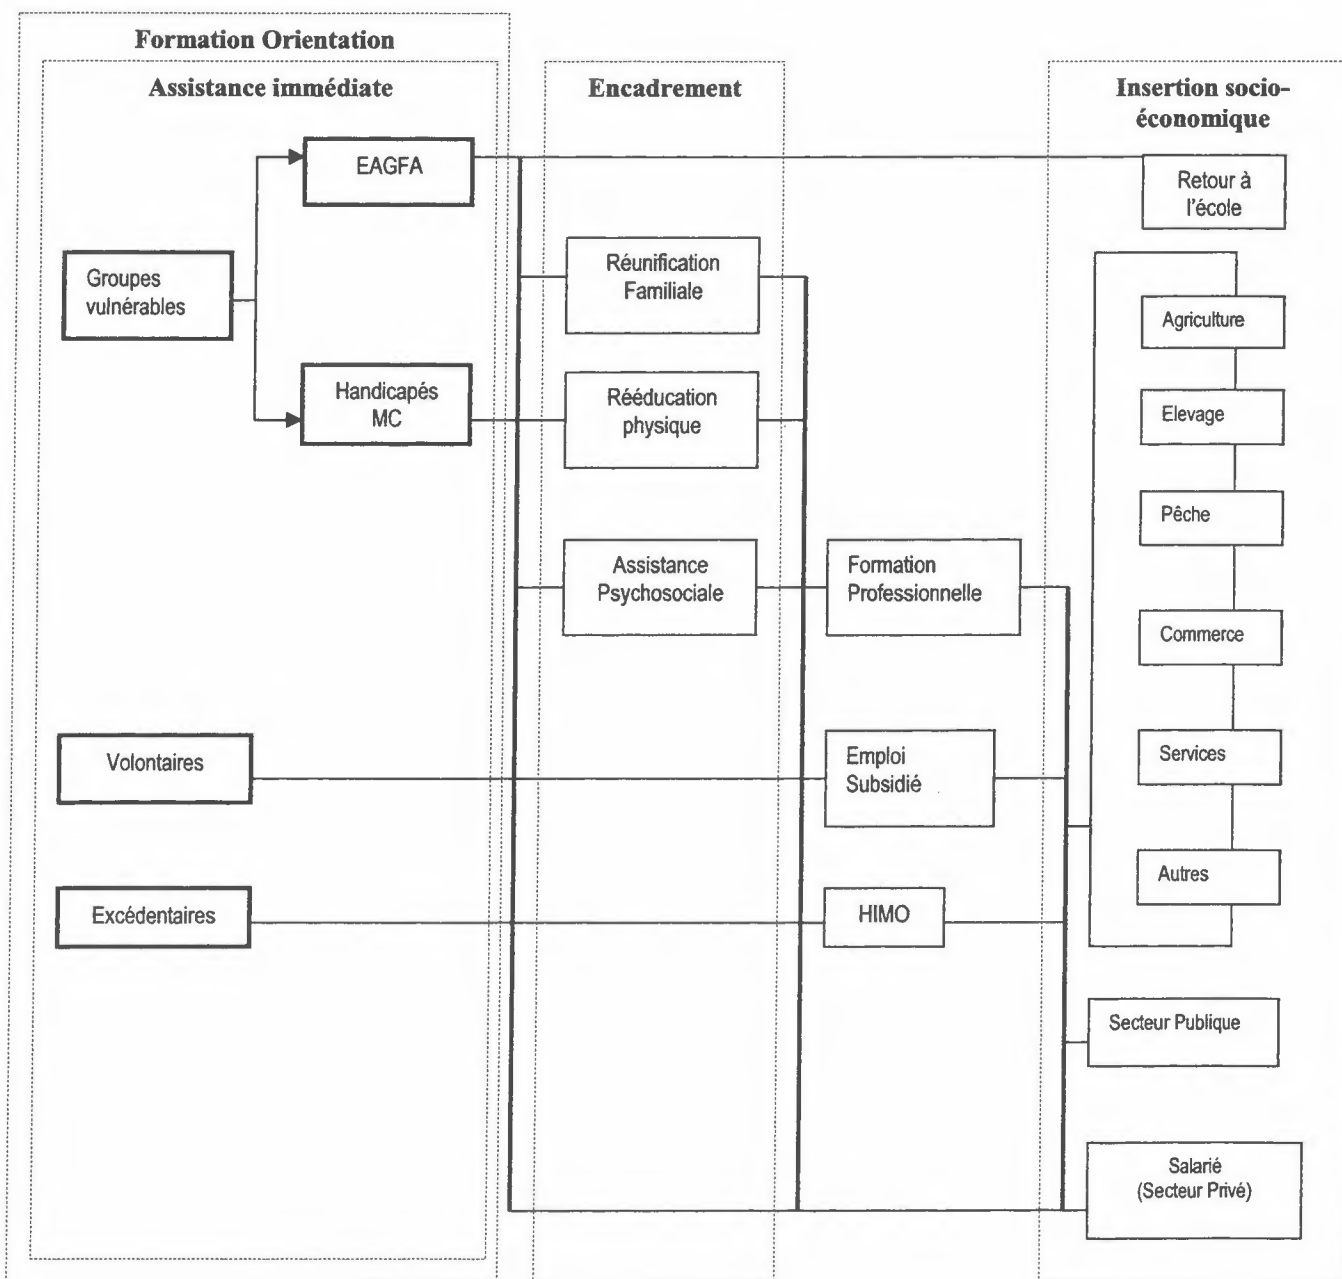 Formation Orientation
Assistance immédiate
Encadrement
Insertion socio-
économique
EAGFA
Retour à
l'école
Groupes
vulnérables
Réunification
Familiale
Agriculture
Handicapés
MC
Rééducation
physique
Elevage
Pêche
Assistance
Psychosociale
Formation
Professionnelle
Commerce
Volontaires
Emploi
Subsidié
Services
Excédentaires
HIMO
Autres
Secteur Publique
Salarié
(Secteur Privé)